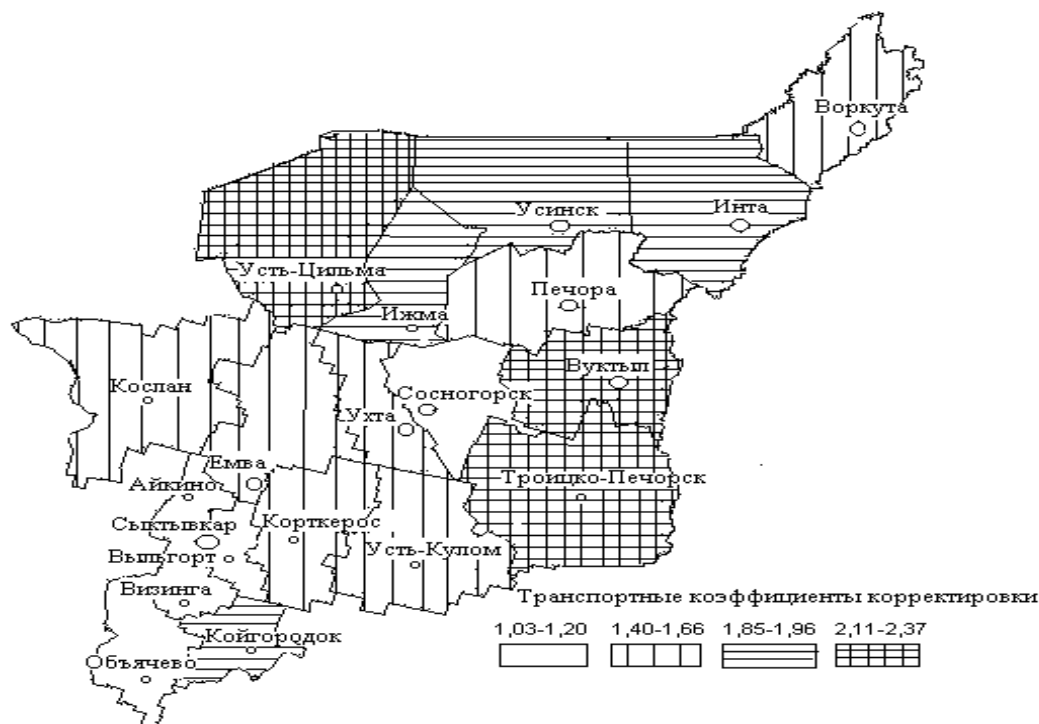 Воркута
Усинск
Инта
Усть-Цильма
Печора
Ижма
Вуктыл
Кослан
Сосногорск
Ухта
Емва
Айкино
Троицко-Печорск
Сыктывкар
Корткерос
Усть-Кулом
Выльгорт
Визинга
Транспортные коэффициенты корректировки
1,03-1,20 1,40-1,66 1,85-1,96 2,11-2,37
Койгородок
Объячево